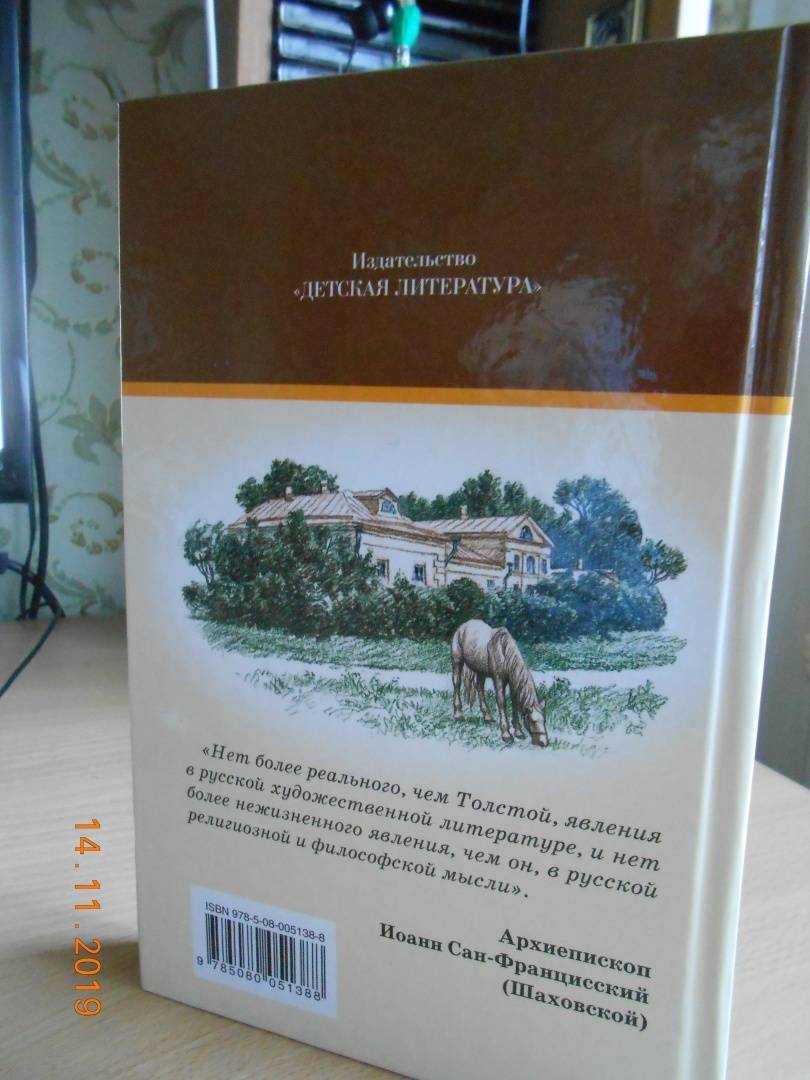 Издательство
«ДЕТСКАЯ ЛИТЕРАТУРА»
«Нет более реального, чем Толстой, явления
в русской художественной литературе, и нет
более нежизненного явления, чем он, в русской
религиозной и философской мысли».
Архиепископ
Иоанн Сан-Францисский
(Шаховской)
ISBN 978-5-08-005138-8
9 785080 051388
14.11.2019